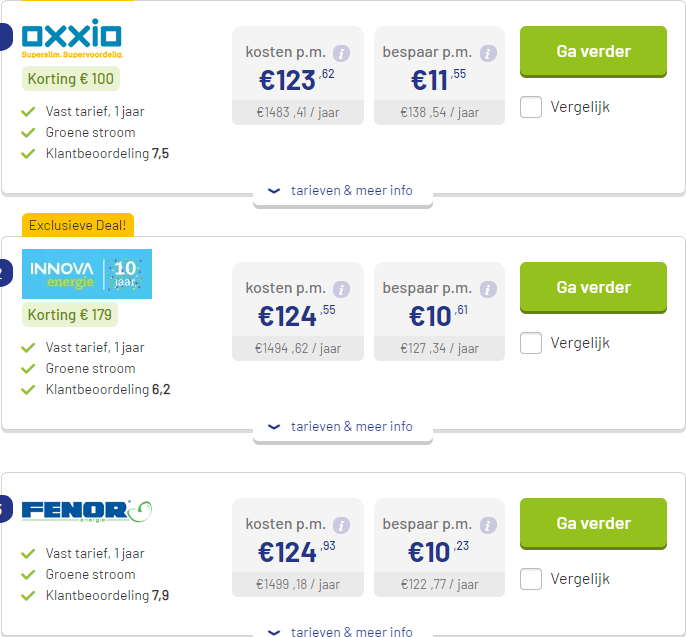 oxxio
Superslim. Supervoordelig.
Korting € 100
Vast tarief, 1 jaar
Groene stroom
Klantbeoordeling 7,5
kosten p.m. i
€123 ,62
€1483 ,41 / jaar
bespaar p.m. i
€11 ,55
€138 ,54 / jaar
Ga verder
Vergelijk
tarieven & meer info
Exclusieve Deal!
2
INNOVA
energie
10
jaar
Korting € 179
Vast tarief, 1 jaar
Groene stroom
Klantbeoordeling 6,2
kosten p.m. i
€124 ,55
€1494 ,62 / jaar
bespaar p.m. i
€10 ,61
€127 ,34 / jaar
Ga verder
Vergelijk
tarieven & meer info
FENOR
energie
Vast tarief, 1 jaar
Groene stroom
Klantbeoordeling 7,9
kosten p.m. i
€124 ,93
€1499 ,18 / jaar
bespaar p.m. i
€10 ,23
€122 ,77 / jaar
Ga verder
Vergelijk
tarieven & meer info